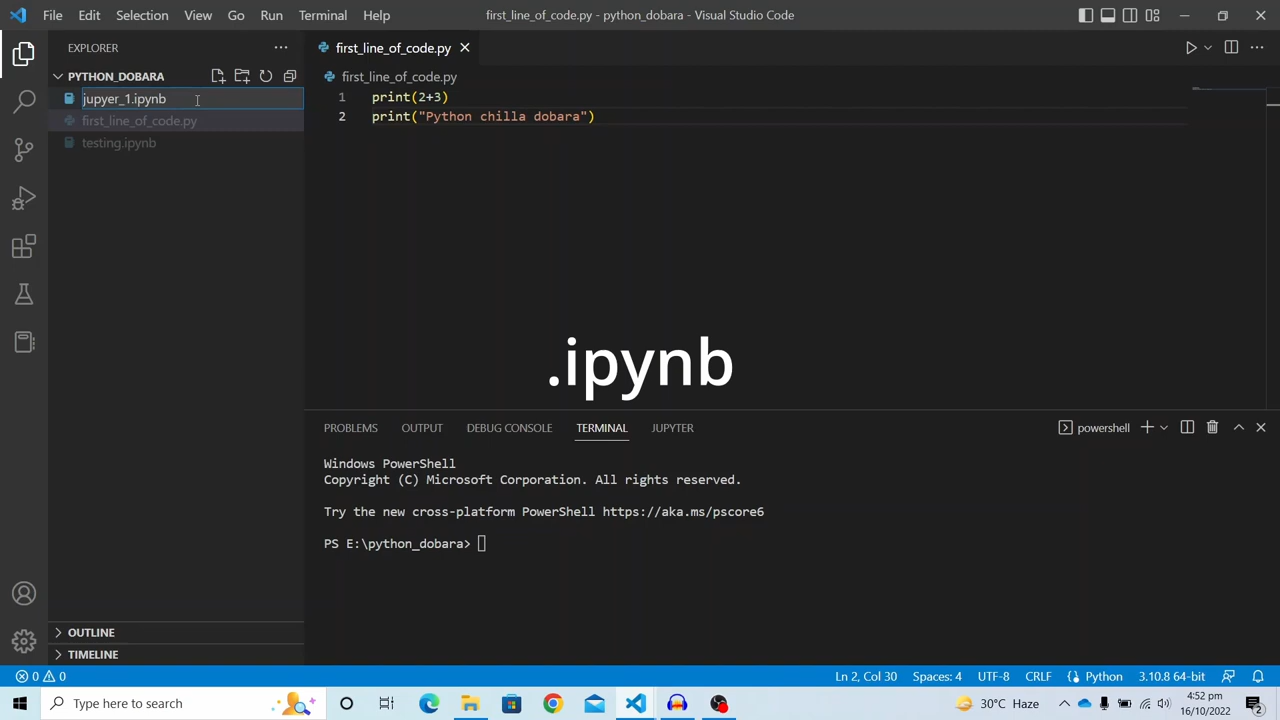 File Edit Selection View Go Run Terminal Help
first_line_of_code.py - python_dobara - Visual Studio Code
EXPLORER
PYTHON_DOBARA
jupyer_1.ipynb
first_line_of_code.py
testing.ipynb
OUTLINE
TIMELINE
first_line_of_code.py
first_line_of_code.py
1 print(2+3)
2 print("Python chilla dobara")
.ipynb
PROBLEMS OUTPUT DEBUG CONSOLE TERMINAL JUPYTER
powershell
Windows PowerShell
Copyright (C) Microsoft Corporation. All rights reserved.
Try the new cross-platform PowerShell https://aka.ms/pscore6
PS E:\python_dobara>
0 0 Ln 2, Col 30 Spaces: 4 UTF-8 CRLF Python 3.10.8 64-bit
Type here to search
30°C Haze
4:52 pm
16/10/2022
2